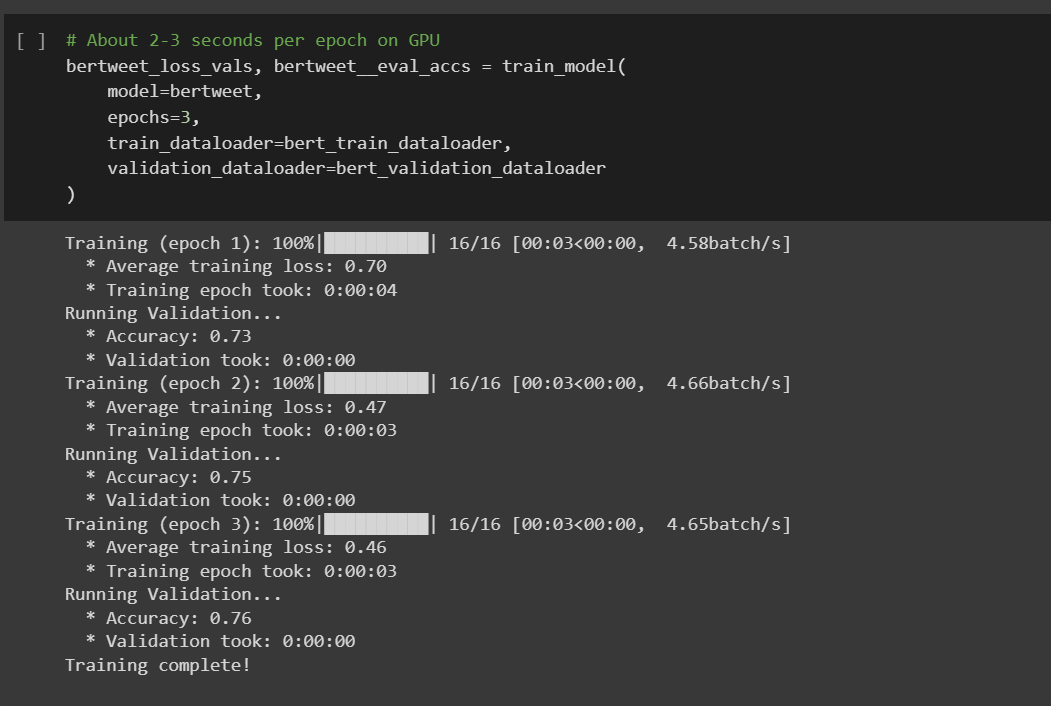 [ ] # About 2-3 seconds per epoch on GPU
bertweet_loss_vals, bertweet__eval_accs = train_model(
    model=bertweet,
    epochs=3,
    train_dataloader=bert_train_dataloader,
    validation_dataloader=bert_validation_dataloader
)
Training (epoch 1): 100%|██████████| 16/16 [00:03<00:00,  4.58batch/s]
  * Average training loss: 0.70
  * Training epoch took: 0:00:04
Running Validation...
  * Accuracy: 0.73
  * Validation took: 0:00:00
Training (epoch 2): 100%|██████████| 16/16 [00:03<00:00,  4.66batch/s]
  * Average training loss: 0.47
  * Training epoch took: 0:00:03
Running Validation...
  * Accuracy: 0.75
  * Validation took: 0:00:00
Training (epoch 3): 100%|██████████| 16/16 [00:03<00:00,  4.65batch/s]
  * Average training loss: 0.46
  * Training epoch took: 0:00:03
Running Validation...
  * Accuracy: 0.76
  * Validation took: 0:00:00
Training complete!